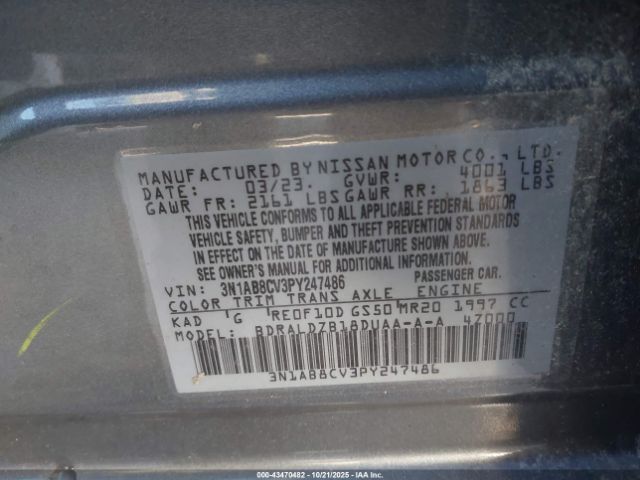 MANUFACTURED BY NISSAN MOTOR CO., LTD.
DATE: 03/23. GVWR: 4001 LBS
GAWR FR: 2161 LBS GAWR RR: 1863 LBS
THIS VEHICLE CONFORMS TO ALL APPLICABLE FEDERAL MOTOR
VEHICLE SAFETY, BUMPER AND THEFT PREVENTION STANDARDS
IN EFFECT ON THE DATE OF MANUFACTURE SHOWN ABOVE.
SEE OWNER'S MANUAL FOR ADDITIONAL INFORMATION.
VIN: 3N1AB8CV3PY247486 PASSENGER CAR.
COLOR TRIM TRANS AXLE ENGINE
KAD G RE0F10D GS50 MR20 1997 CC
MODEL: BDRALDZB18DUAA-A-A 4Z000
3N1AB8CV3PY247486
000-43470482 - 10/21/2025 - © IAA Holdings, LLC